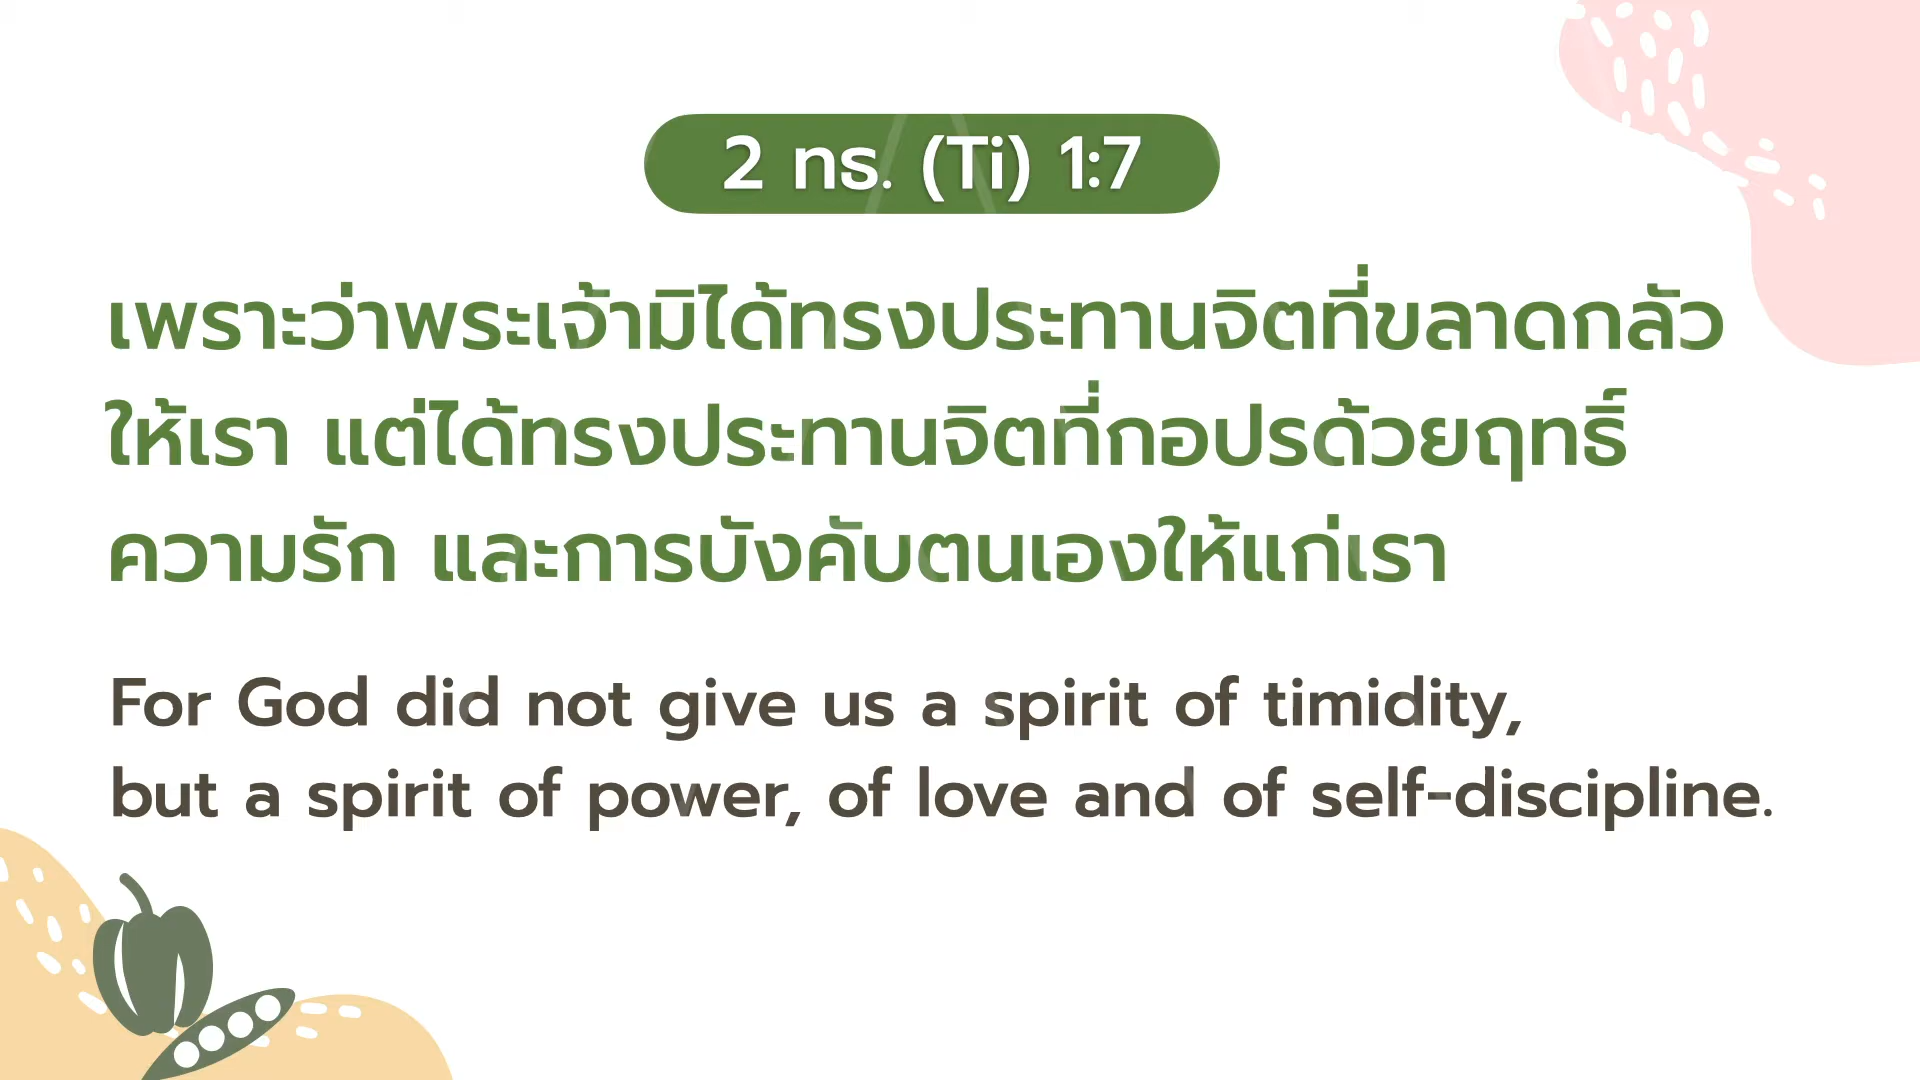 2 ทธ. (Ti) 1:7
เพราะว่าพระเจ้ามิได้ทรงประทานจิตที่ขลาดกลัว
ให้เรา แต่ได้ทรงประทานจิตที่กอปรด้วยฤทธิ์
ความรัก และการบังคับตนเองให้แก่เรา
For God did not give us a spirit of timidity,
but a spirit of power, of love and of self-discipline.